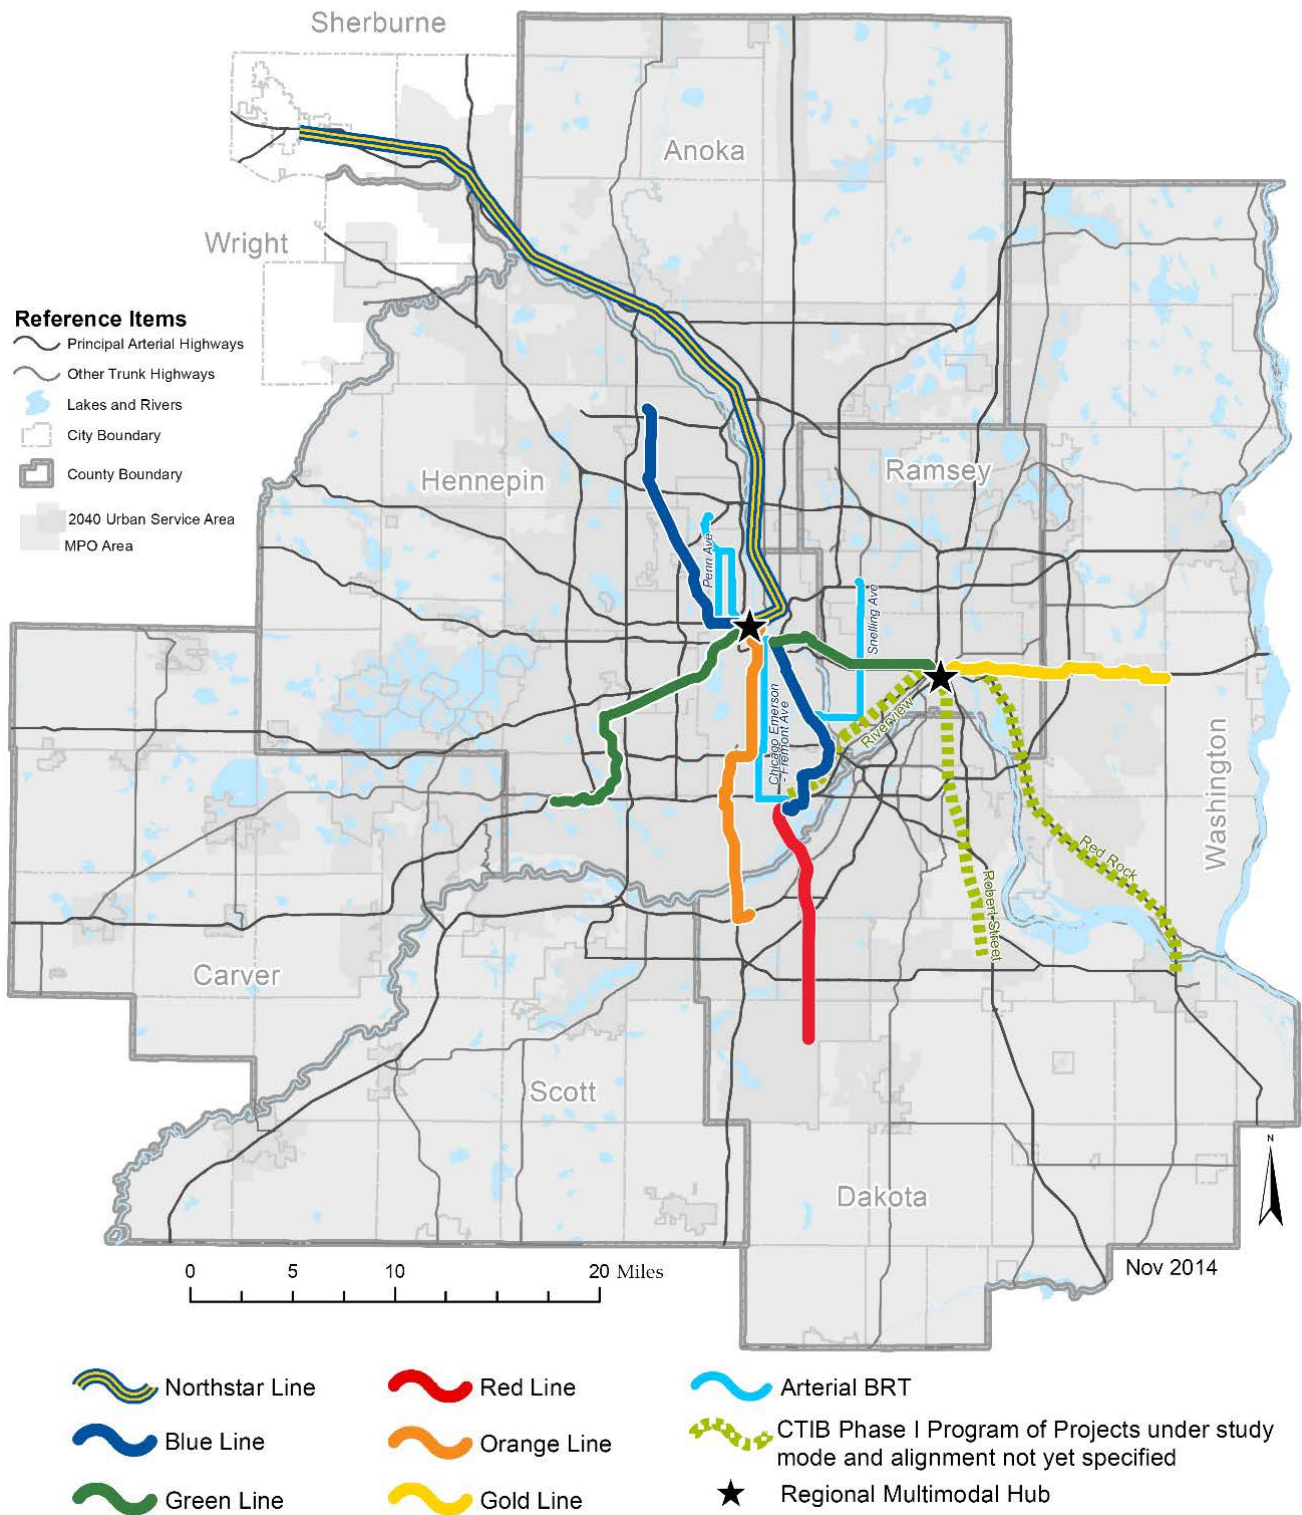 Sherburne
Anoka
Wright
Reference Items
Principal Arterial Highways
Other Trunk Highways
Lakes and Rivers
City Boundary
County Boundary
2040 Urban Service Area
MPO Area
Hennepin
Ramsey
Penn Ave
Snelling Ave
Chicago Emerson
- Fremont Ave
Riverview
Washington
Red Rock
Robert Street
Carver
Scott
Dakota
N
Nov 2014
0 5 10 20 Miles
Northstar Line
Red Line
Arterial BRT
Blue Line
Orange Line
CTIB Phase I Program of Projects under study
mode and alignment not yet specified
Green Line
Gold Line
Regional Multimodal Hub